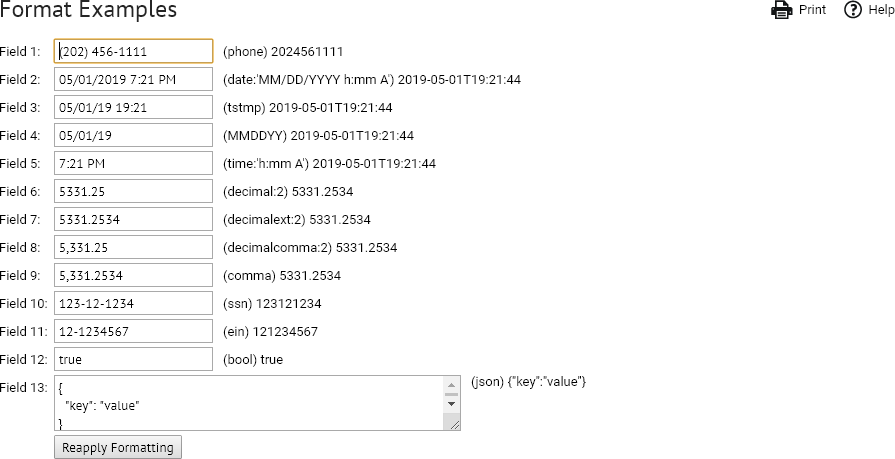 Format Examples
Print
Help
Field 1: (202) 456-1111 (phone) 2024561111
Field 2: 05/01/2019 7:21 PM (date:'MM/DD/YYYY h:mm A') 2019-05-01T19:21:44
Field 3: 05/01/19 19:21 (tstmp) 2019-05-01T19:21:44
Field 4: 05/01/19 (MMDDYY) 2019-05-01T19:21:44
Field 5: 7:21 PM (time:'h:mm A') 2019-05-01T19:21:44
Field 6: 5331.25 (decimal:2) 5331.2534
Field 7: 5331.2534 (decimalext:2) 5331.2534
Field 8: 5,331.25 (decimalcomma:2) 5331.2534
Field 9: 5,331.2534 (comma) 5331.2534
Field 10: 123-12-1234 (ssn) 123121234
Field 11: 12-1234567 (ein) 121234567
Field 12: true (bool) true
Field 13: { (json) {"key":"value"}
"key": "value"
}
Reapply Formatting